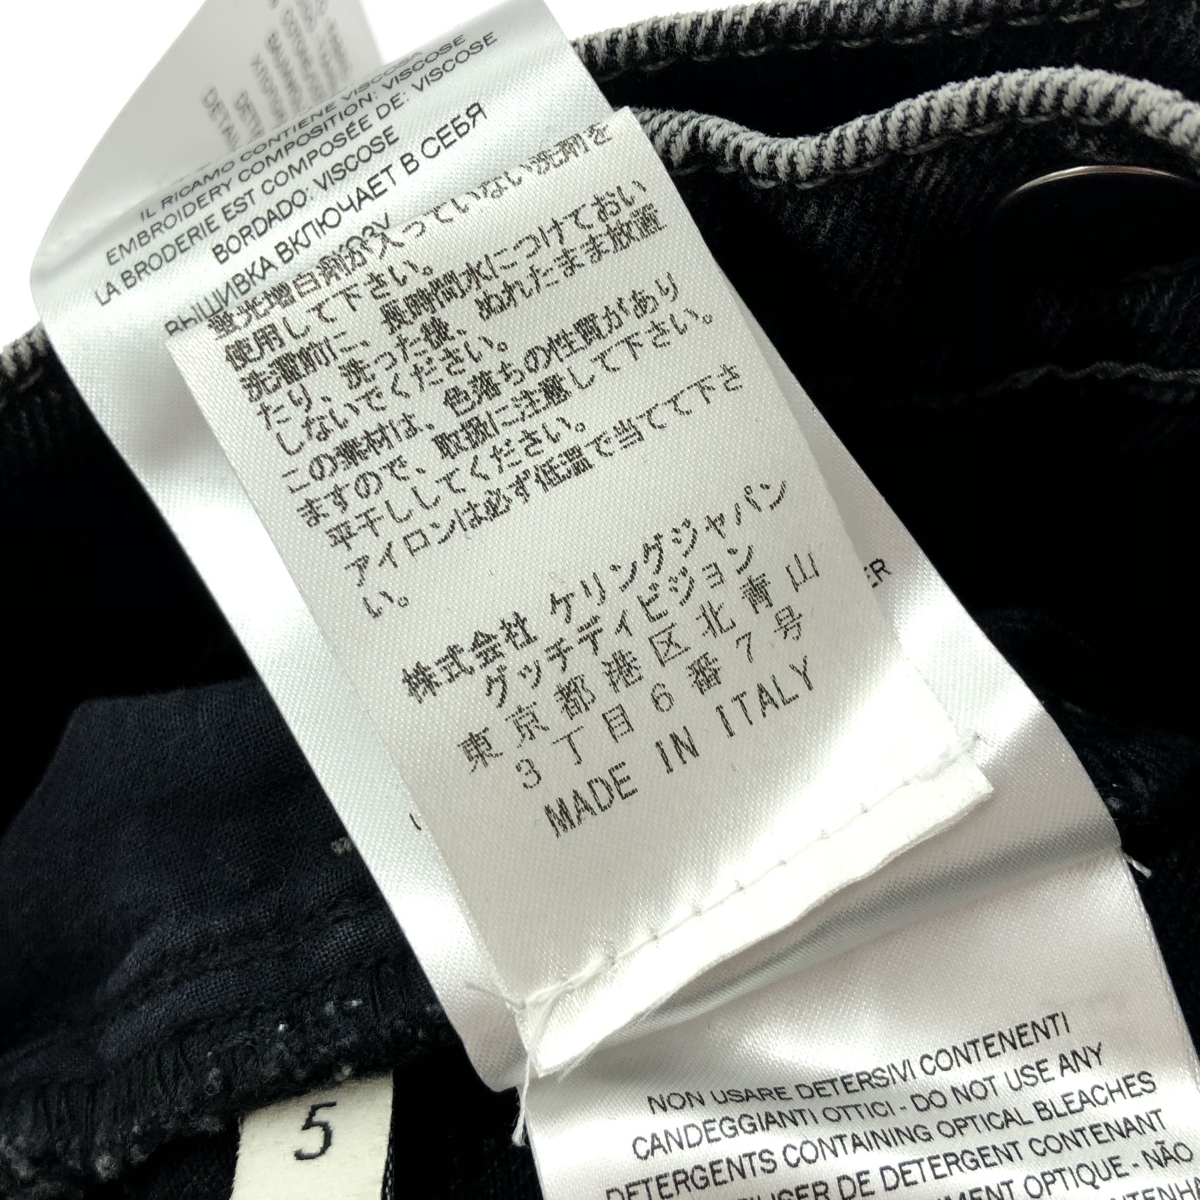 IL RICAMO CONTIENE VISCOSA
EMBROIDERY COMPOSITION: VISCOSE
LA BRODERIE EST COMPOSÉE DE: VISCOSE
BORDADO: VISCOSE
ВЫШИВКА ВКЛЮЧАЕТ В СЕБЯ
蛍光増白剤が入っていない洗剤を
使用して下さい。
洗濯前に、長時間水につけておい
たり、洗った後、ぬれたまま放置
しないでください。
この素材は、色落ちの性質があり
ますので、取扱に注意して下さい。
平干ししてください。
アイロンは必ず低温で当てて下さ
い。
株式会社 ケリングジャパン
グッチディビジョン
東京都港区北青山
3丁目6番7号
MADE IN ITALY
ER
NON USARE DETERSIVI CONTENENTI
CANDEGGIANTI OTTICI - DO NOT USE ANY
DETERGENTS CONTAINING OPTICAL BLEACHES
DE DETERGENT CONTENANT
OPTIQUE - NÃO
5